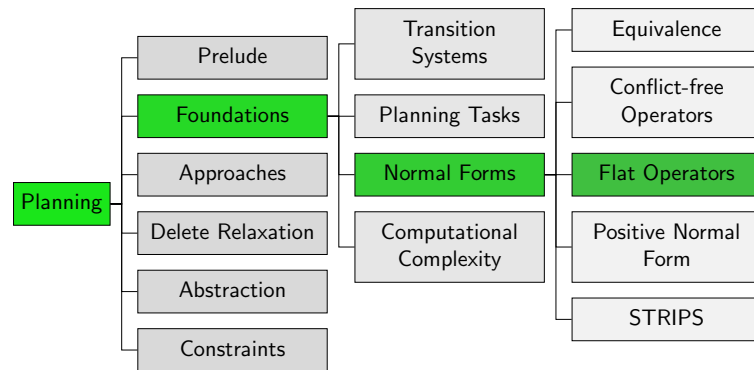 Planning
Prelude
Foundations
Approaches
Delete Relaxation
Abstraction
Constraints
Transition
Systems
Planning Tasks
Normal Forms
Computational
Complexity
Equivalence
Conflict-free
Operators
Flat Operators
Positive Normal
Form
STRIPS